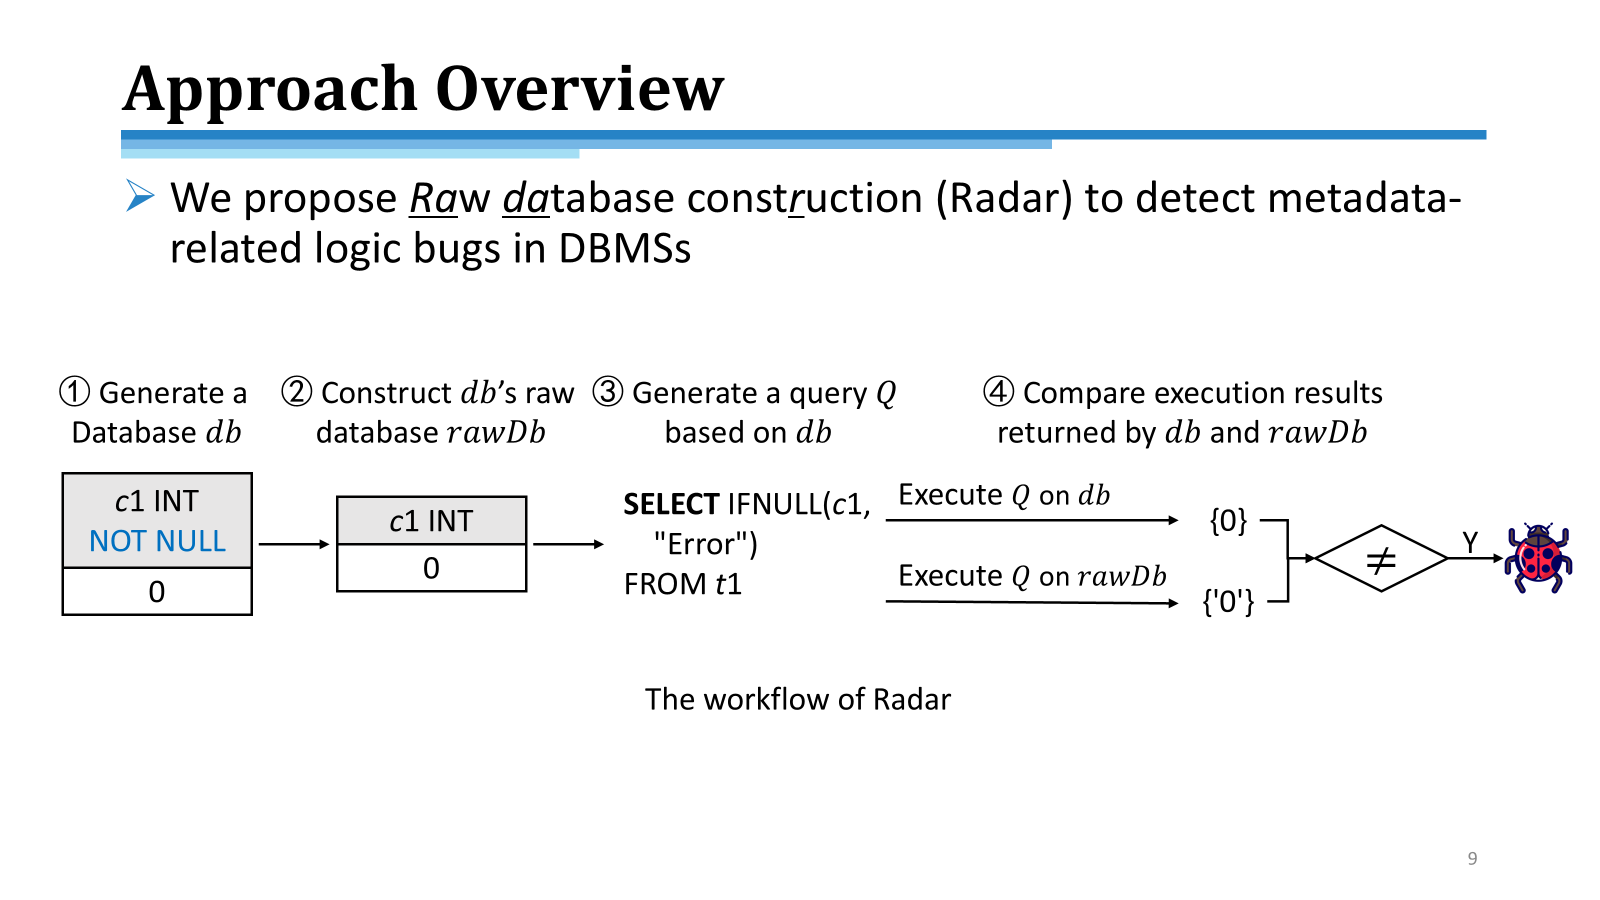 Approach Overview
➢ We propose Raw database construction (Radar) to detect metadata-
related logic bugs in DBMSs
① Generate a
Database db
② Construct db’s raw
database rawDb
③ Generate a query Q
based on db
④ Compare execution results
returned by db and rawDb
c1 INT
NOT NULL
0
c1 INT
0
SELECT IFNULL(c1,
"Error")
FROM t1
Execute Q on db
{0}
Execute Q on rawDb
{'0'}
≠
Y
The workflow of Radar
9